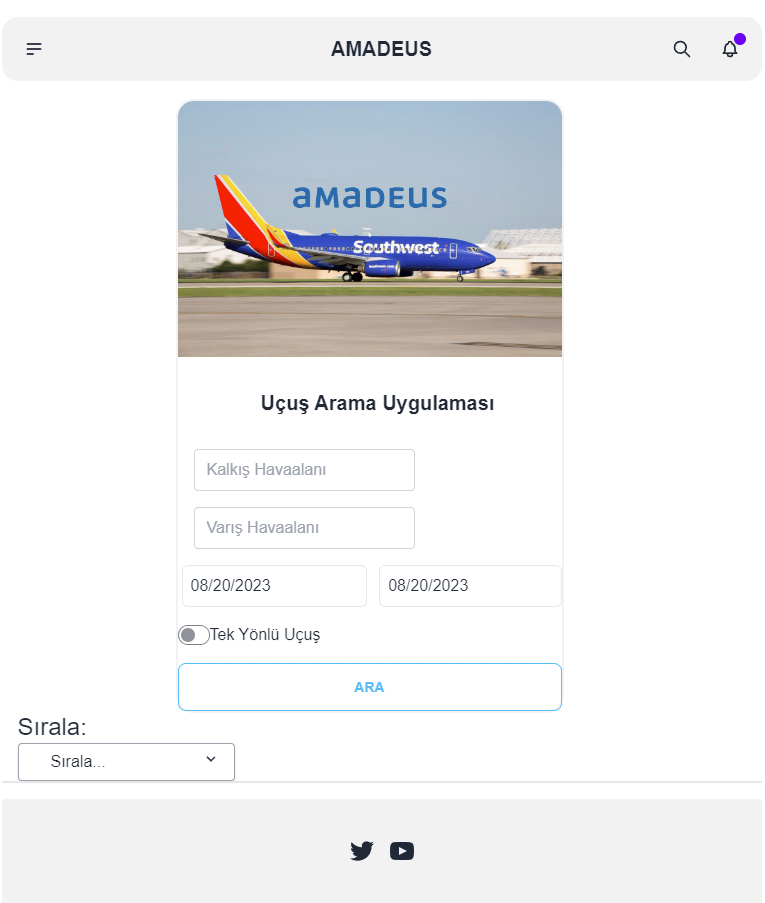 AMADEUS
aMaDEUS
Southwest
Uçuş Arama Uygulaması
Kalkış Havaalanı
Varış Havaalanı
08/20/2023 08/20/2023
Tek Yönlü Uçuş
ARA
Sırala:
Sırala...